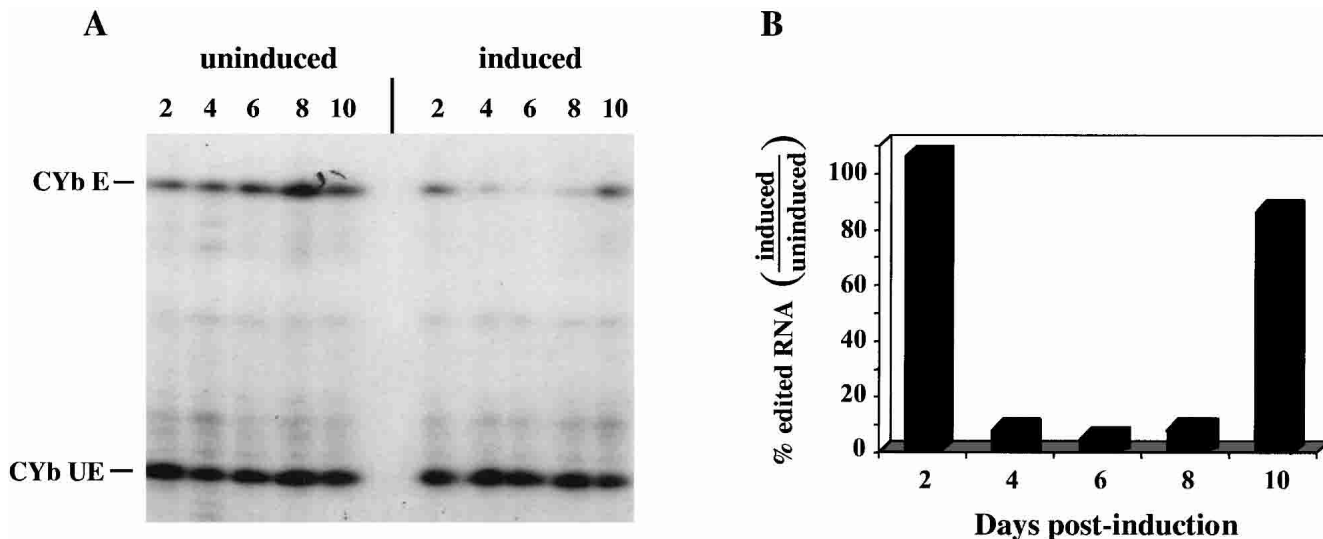 A
uninduced
induced
2 4 6 8 10
2 4 6 8 10
CYb E
CYb UE
B
% edited RNA (induced/uninduced)
100
80
60
40
20
0
2 4 6 8 10
Days post-induction